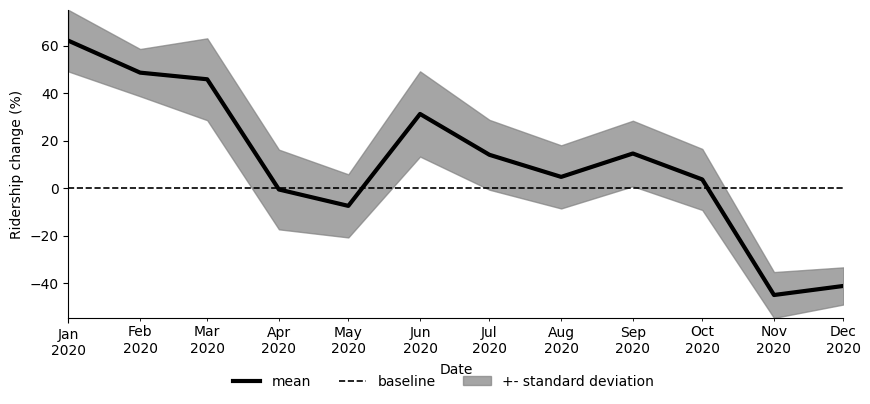 Ridership change (%)
60
40
20
0
−20
−40
Jan
2020
Feb
2020
Mar
2020
Apr
2020
May
2020
Jun
2020
Jul
2020
Aug
2020
Sep
2020
Oct
2020
Nov
2020
Dec
2020
Date
mean
baseline
+- standard deviation